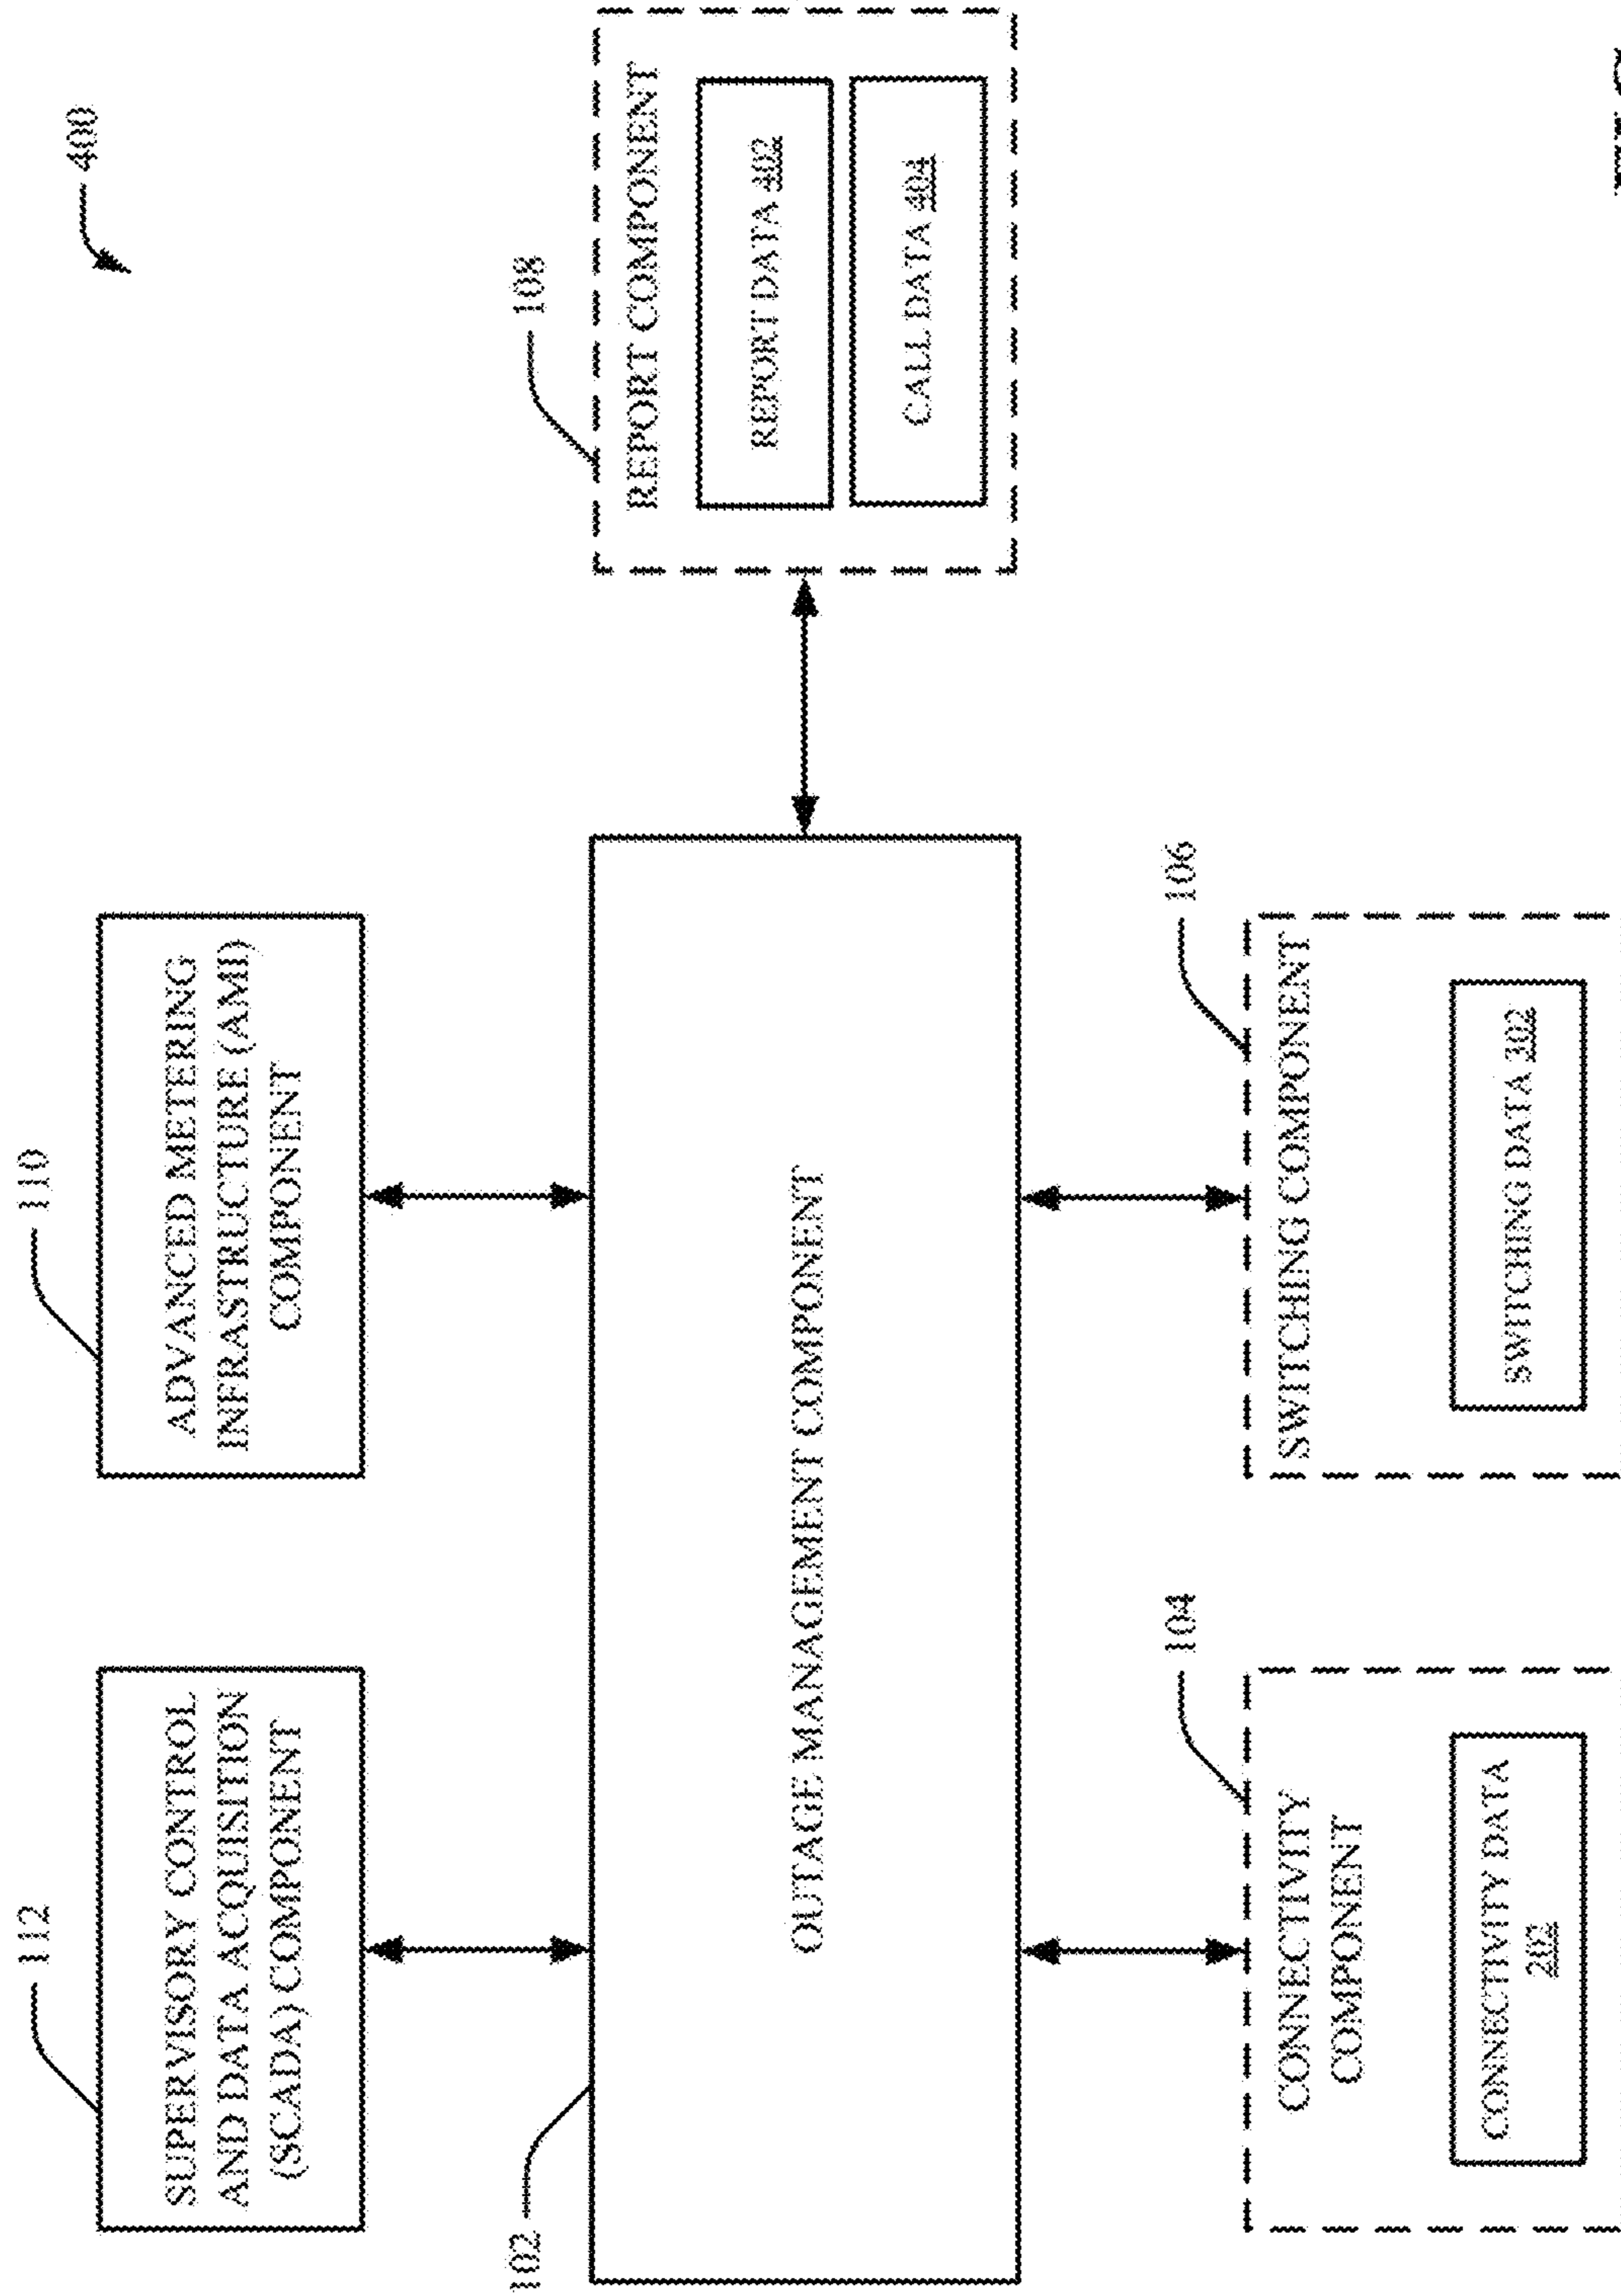 400
112
SUPERVISORY CONTROL
AND DATA ACQUISITION
(SCADA) COMPONENT
110
ADVANCED METERING
INFRASTRUCTURE (AMI)
COMPONENT
102
OUTAGE MANAGEMENT COMPONENT
108
REPORT COMPONENT
REPORT DATA 402
CALL DATA 404
104
CONNECTIVITY
COMPONENT
CONNECTIVITY DATA
202
106
SWITCHING COMPONENT
SWITCHING DATA 302